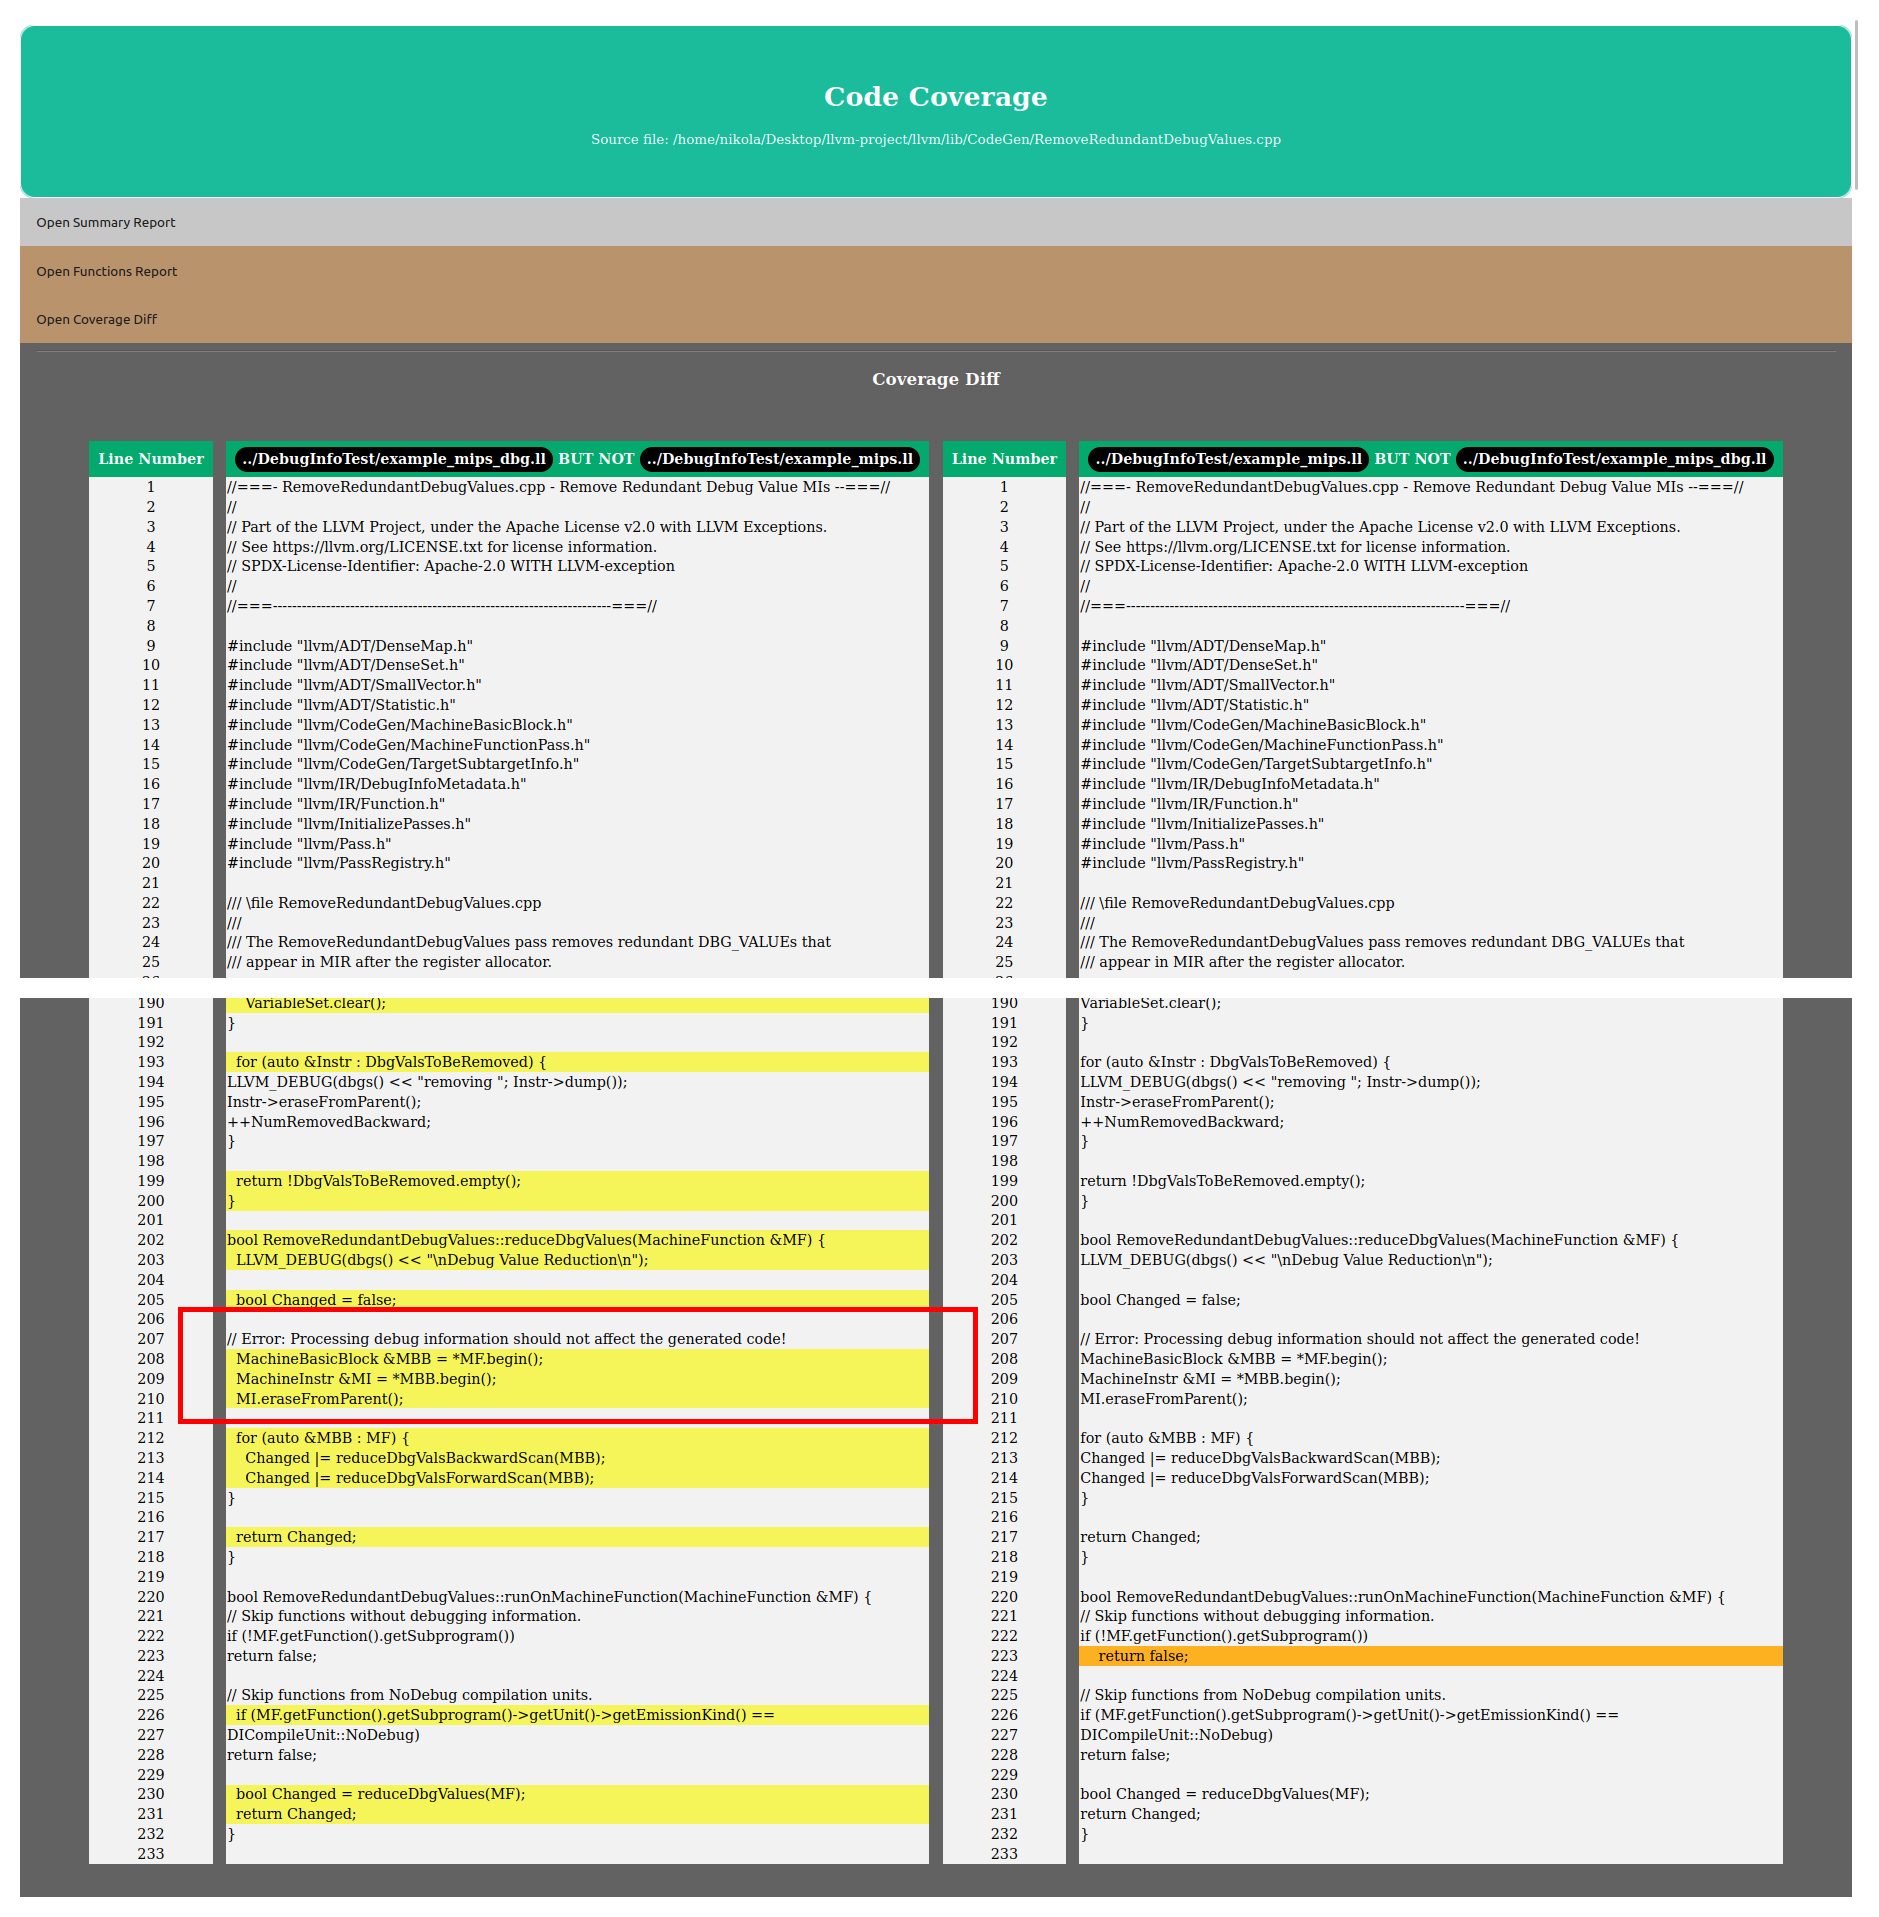 Code Coverage
Source file: /home/nikola/Desktop/llvm-project/llvm/lib/CodeGen/RemoveRedundantDebugValues.cpp
Open Summary Report
Open Functions Report
Open Coverage Diff
Coverage Diff
Line Number ../DebugInfoTest/example_mips_dbg.ll BUT NOT ../DebugInfoTest/example_mips.ll Line Number ../DebugInfoTest/example_mips.ll BUT NOT ../DebugInfoTest/example_mips_dbg.ll
1 //===- RemoveRedundantDebugValues.cpp - Remove Redundant Debug Value MIs --===// 1 //===- RemoveRedundantDebugValues.cpp - Remove Redundant Debug Value MIs --===//
2 // 2 //
3 // Part of the LLVM Project, under the Apache License v2.0 with LLVM Exceptions. 3 // Part of the LLVM Project, under the Apache License v2.0 with LLVM Exceptions.
4 // See https://llvm.org/LICENSE.txt for license information. 4 // See https://llvm.org/LICENSE.txt for license information.
5 // SPDX-License-Identifier: Apache-2.0 WITH LLVM-exception 5 // SPDX-License-Identifier: Apache-2.0 WITH LLVM-exception
6 // 6 //
7 //===----------------------------------------------------------------------===// 7 //===----------------------------------------------------------------------===//
8 8
9 #include "llvm/ADT/DenseMap.h" 9 #include "llvm/ADT/DenseMap.h"
10 #include "llvm/ADT/DenseSet.h" 10 #include "llvm/ADT/DenseSet.h"
11 #include "llvm/ADT/SmallVector.h" 11 #include "llvm/ADT/SmallVector.h"
12 #include "llvm/ADT/Statistic.h" 12 #include "llvm/ADT/Statistic.h"
13 #include "llvm/CodeGen/MachineBasicBlock.h" 13 #include "llvm/CodeGen/MachineBasicBlock.h"
14 #include "llvm/CodeGen/MachineFunctionPass.h" 14 #include "llvm/CodeGen/MachineFunctionPass.h"
15 #include "llvm/CodeGen/TargetSubtargetInfo.h" 15 #include "llvm/CodeGen/TargetSubtargetInfo.h"
16 #include "llvm/IR/DebugInfoMetadata.h" 16 #include "llvm/IR/DebugInfoMetadata.h"
17 #include "llvm/IR/Function.h" 17 #include "llvm/IR/Function.h"
18 #include "llvm/InitializePasses.h" 18 #include "llvm/InitializePasses.h"
19 #include "llvm/Pass.h" 19 #include "llvm/Pass.h"
20 #include "llvm/PassRegistry.h" 20 #include "llvm/PassRegistry.h"
21 21
22 /// \file RemoveRedundantDebugValues.cpp 22 /// \file RemoveRedundantDebugValues.cpp
23 /// 23 ///
24 /// The RemoveRedundantDebugValues pass removes redundant DBG_VALUEs that 24 /// The RemoveRedundantDebugValues pass removes redundant DBG_VALUEs that
25 /// appear in MIR after the register allocator. 25 /// appear in MIR after the register allocator.
190 VariableSet.clear(); 190 VariableSet.clear();
191 } 191 }
192 192
193 for (auto &Instr : DbgValsToBeRemoved) { 193 for (auto &Instr : DbgValsToBeRemoved) {
194 LLVM_DEBUG(dbgs() << "removing "; Instr->dump()); 194 LLVM_DEBUG(dbgs() << "removing "; Instr->dump());
195 Instr->eraseFromParent(); 195 Instr->eraseFromParent();
196 ++NumRemovedBackward; 196 ++NumRemovedBackward;
197 } 197 }
198 198
199 return !DbgValsToBeRemoved.empty(); 199 return !DbgValsToBeRemoved.empty();
200 } 200 }
201 201
202 bool RemoveRedundantDebugValues::reduceDbgValues(MachineFunction &MF) { 202 bool RemoveRedundantDebugValues::reduceDbgValues(MachineFunction &MF) {
203 LLVM_DEBUG(dbgs() << "\nDebug Value Reduction\n"); 203 LLVM_DEBUG(dbgs() << "\nDebug Value Reduction\n");
204 204
205 bool Changed = false; 205 bool Changed = false;
206 206
207 // Error: Processing debug information should not affect the generated code! 207 // Error: Processing debug information should not affect the generated code!
208 MachineBasicBlock &MBB = *MF.begin(); 208 MachineBasicBlock &MBB = *MF.begin();
209 MachineInstr &MI = *MBB.begin(); 209 MachineInstr &MI = *MBB.begin();
210 MI.eraseFromParent(); 210 MI.eraseFromParent();
211 211
212 for (auto &MBB : MF) { 212 for (auto &MBB : MF) {
213 Changed |= reduceDbgValsBackwardScan(MBB); 213 Changed |= reduceDbgValsBackwardScan(MBB);
214 Changed |= reduceDbgValsForwardScan(MBB); 214 Changed |= reduceDbgValsForwardScan(MBB);
215 } 215 }
216 216
217 return Changed; 217 return Changed;
218 } 218 }
219 219
220 bool RemoveRedundantDebugValues::runOnMachineFunction(MachineFunction &MF) { 220 bool RemoveRedundantDebugValues::runOnMachineFunction(MachineFunction &MF) {
221 // Skip functions without debugging information. 221 // Skip functions without debugging information.
222 if (!MF.getFunction().getSubprogram()) 222 if (!MF.getFunction().getSubprogram())
223 return false; 223 return false;
224 224
225 // Skip functions from NoDebug compilation units. 225 // Skip functions from NoDebug compilation units.
226 if (MF.getFunction().getSubprogram()->getUnit()->getEmissionKind() == 226 if (MF.getFunction().getSubprogram()->getUnit()->getEmissionKind() ==
227 DICompileUnit::NoDebug) 227 DICompileUnit::NoDebug)
228 return false; 228 return false;
229 229
230 bool Changed = reduceDbgValues(MF); 230 bool Changed = reduceDbgValues(MF);
231 return Changed; 231 return Changed;
232 } 232 }
233 233